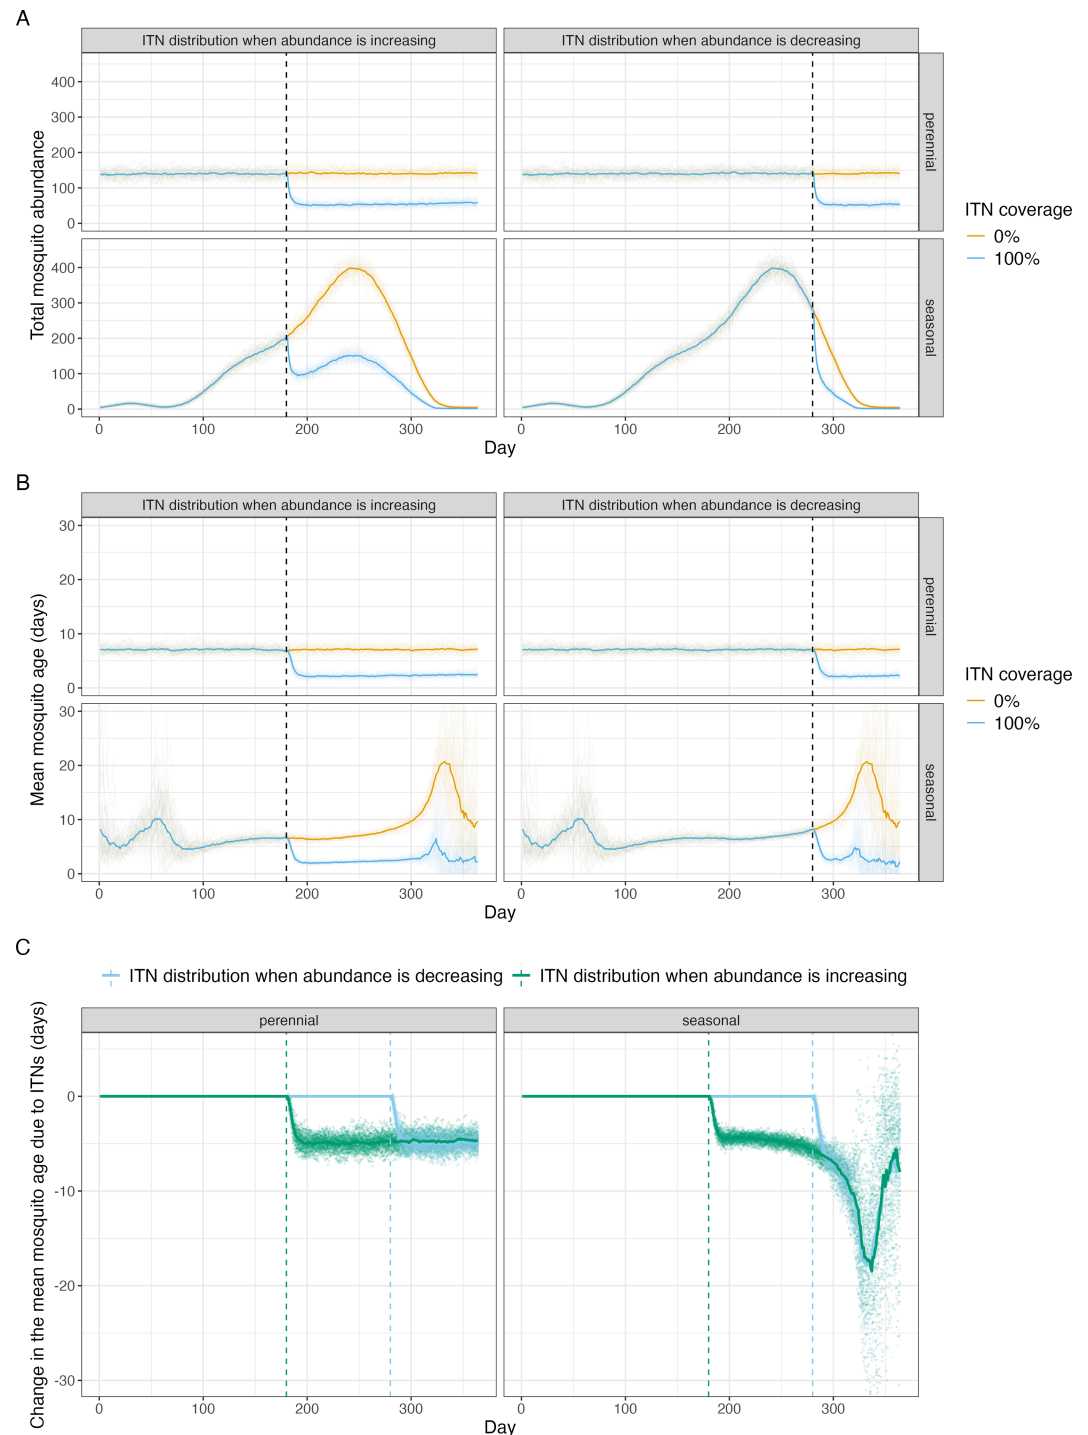 A
ITN distribution when abundance is increasing
ITN distribution when abundance is decreasing
Total mosquito abundance
400
300
200
100
0
perennial
400
300
200
100
0
seasonal
0
100
200
300
0
100
200
300
Day
ITN coverage
0%
100%
B
ITN distribution when abundance is increasing
ITN distribution when abundance is decreasing
Mean mosquito age (days)
30
20
10
0
perennial
30
20
10
0
seasonal
0
100
200
300
0
100
200
300
Day
ITN coverage
0%
100%
C
ITN distribution when abundance is decreasing
ITN distribution when abundance is increasing
perennial
seasonal
Change in the mean mosquito age due to ITNs (days)
0
-10
-20
-30
0
100
200
300
0
100
200
300
Day